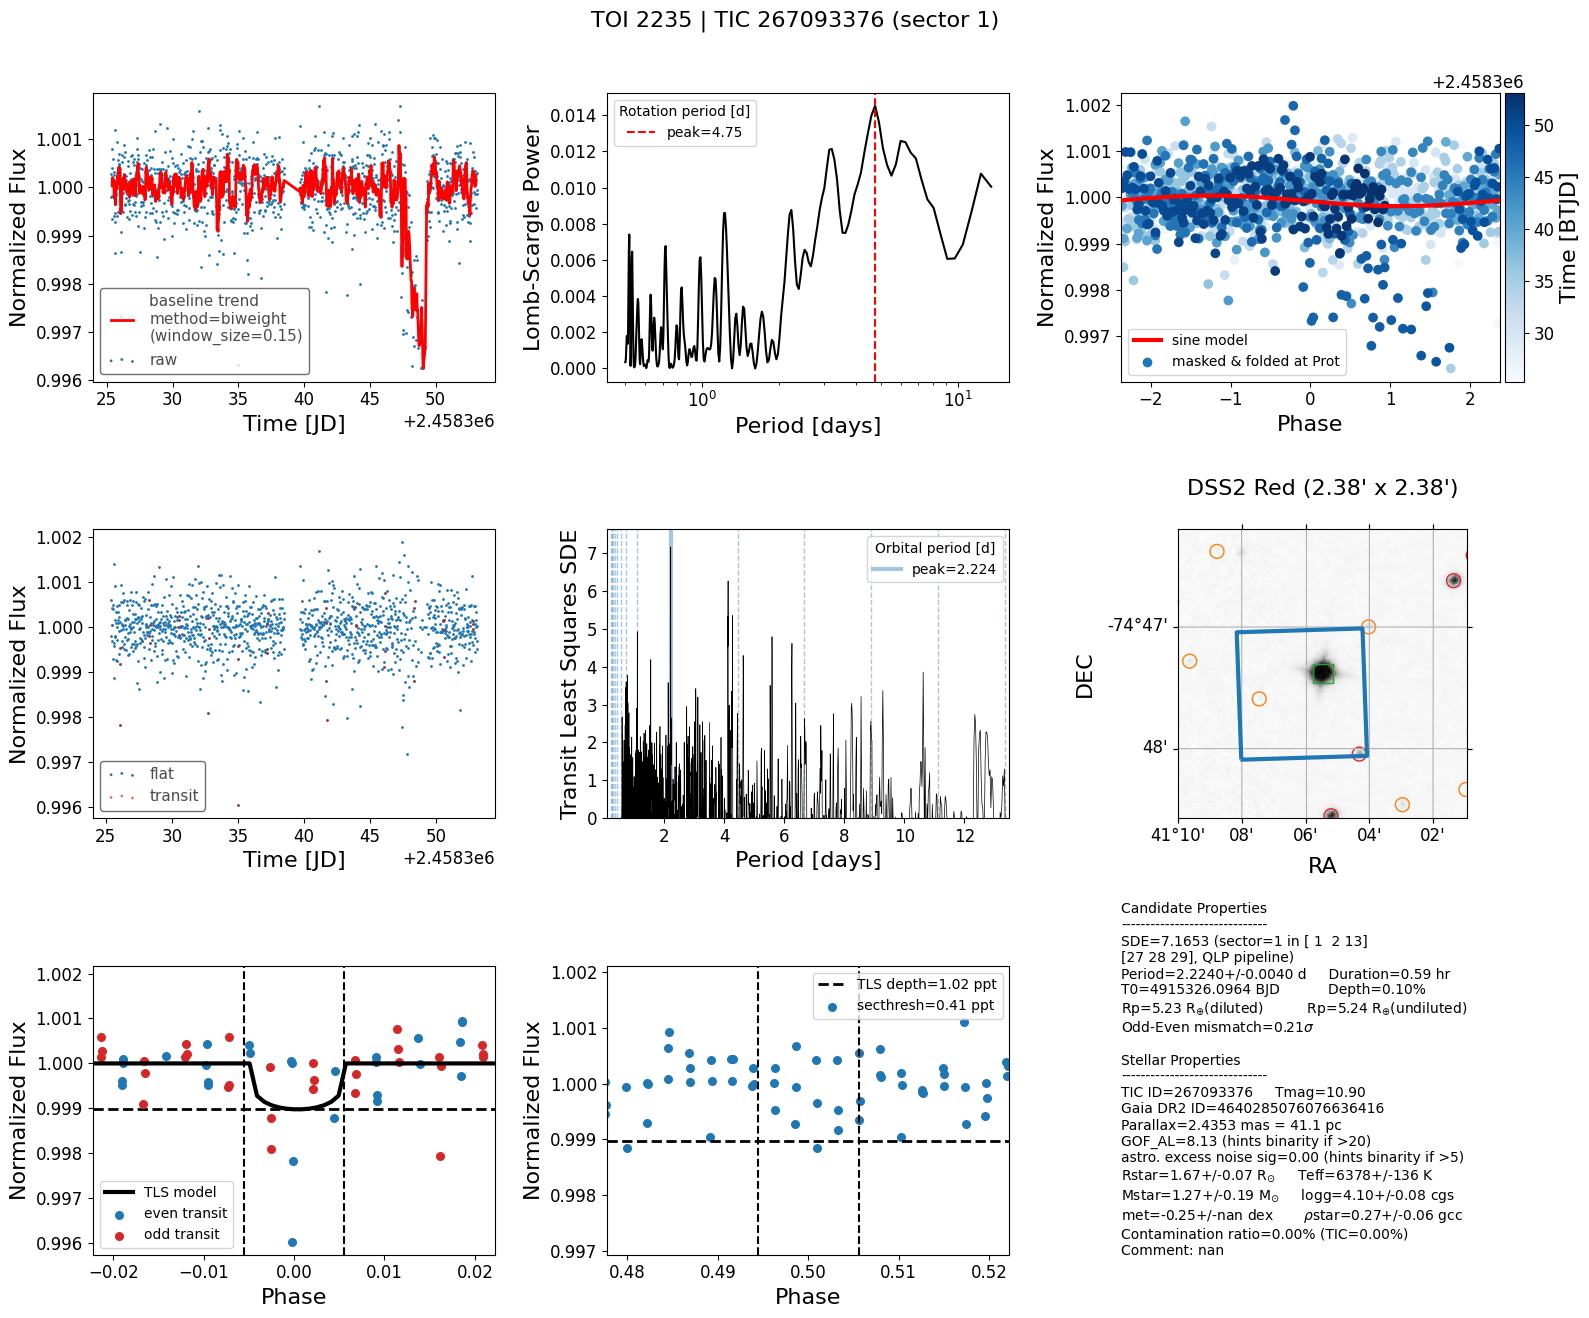 TOI 2235 | TIC 267093376 (sector 1)
Normalized Flux
1.001
1.000
0.999
0.998
0.997
0.996
baseline trend
method=biweight
(window_size=0.15)
raw
25 30 35 40 45 50
Time [JD]
+2.4583e6
Lomb-Scargle Power
0.014
0.012
0.010
0.008
0.006
0.004
0.002
0.000
Rotation period [d]
peak=4.75
10⁰ 10¹
Period [days]
Normalized Flux
1.002
1.001
1.000
0.999
0.998
0.997
sine model
masked & folded at Prot
−2 −1 0 1 2
Phase
+2.4583e6
50
45
40
35
30
Time [BTJD]
Normalized Flux
1.002
1.001
1.000
0.999
0.998
0.997
0.996
flat
transit
25 30 35 40 45 50
Time [JD]
+2.4583e6
Transit Least Squares SDE
7
6
5
4
3
2
1
0
Orbital period [d]
peak=2.224
2 4 6 8 10 12
Period [days]
DSS2 Red (2.38' x 2.38')
DEC
-74°47'
48'
41°10' 08' 06' 04' 02'
RA
Normalized Flux
1.002
1.001
1.000
0.999
0.998
0.997
0.996
TLS model
even transit
odd transit
−0.02 −0.01 0.00 0.01 0.02
Phase
Normalized Flux
1.002
1.001
1.000
0.999
0.998
0.997
TLS depth=1.02 ppt
secthresh=0.41 ppt
0.48 0.49 0.50 0.51 0.52
Phase
Candidate Properties
------------------------------
SDE=7.1653 (sector=1 in [ 1  2 13]
[27 28 29], QLP pipeline)
Period=2.2240+/-0.0040 d     Duration=0.59 hr
T0=4915326.0964 BJD     Depth=0.10%
Rp=5.23 R⊕(diluted)     Rp=5.24 R⊕(undiluted)
Odd-Even mismatch=0.21σ
Stellar Properties
------------------------------
TIC ID=267093376     Tmag=10.90
Gaia DR2 ID=4640285076076636416
Parallax=2.4353 mas = 41.1 pc
GOF_AL=8.13 (hints binarity if >20)
astro. excess noise sig=0.00 (hints binarity if >5)
Rstar=1.67+/-0.07 R⊙     Teff=6378+/-136 K
Mstar=1.27+/-0.19 M⊙     logg=4.10+/-0.08 cgs
met=-0.25+/-nan dex     ρstar=0.27+/-0.06 gcc
Contamination ratio=0.00% (TIC=0.00%)
Comment: nan